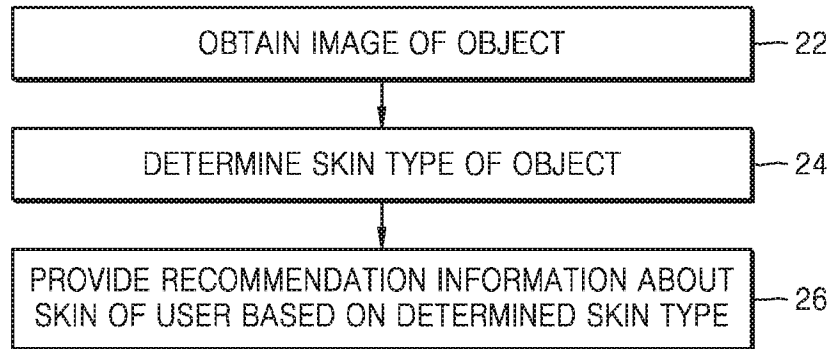 OBTAIN IMAGE OF OBJECT
22
DETERMINE SKIN TYPE OF OBJECT
24
PROVIDE RECOMMENDATION INFORMATION ABOUT
SKIN OF USER BASED ON DETERMINED SKIN TYPE
26